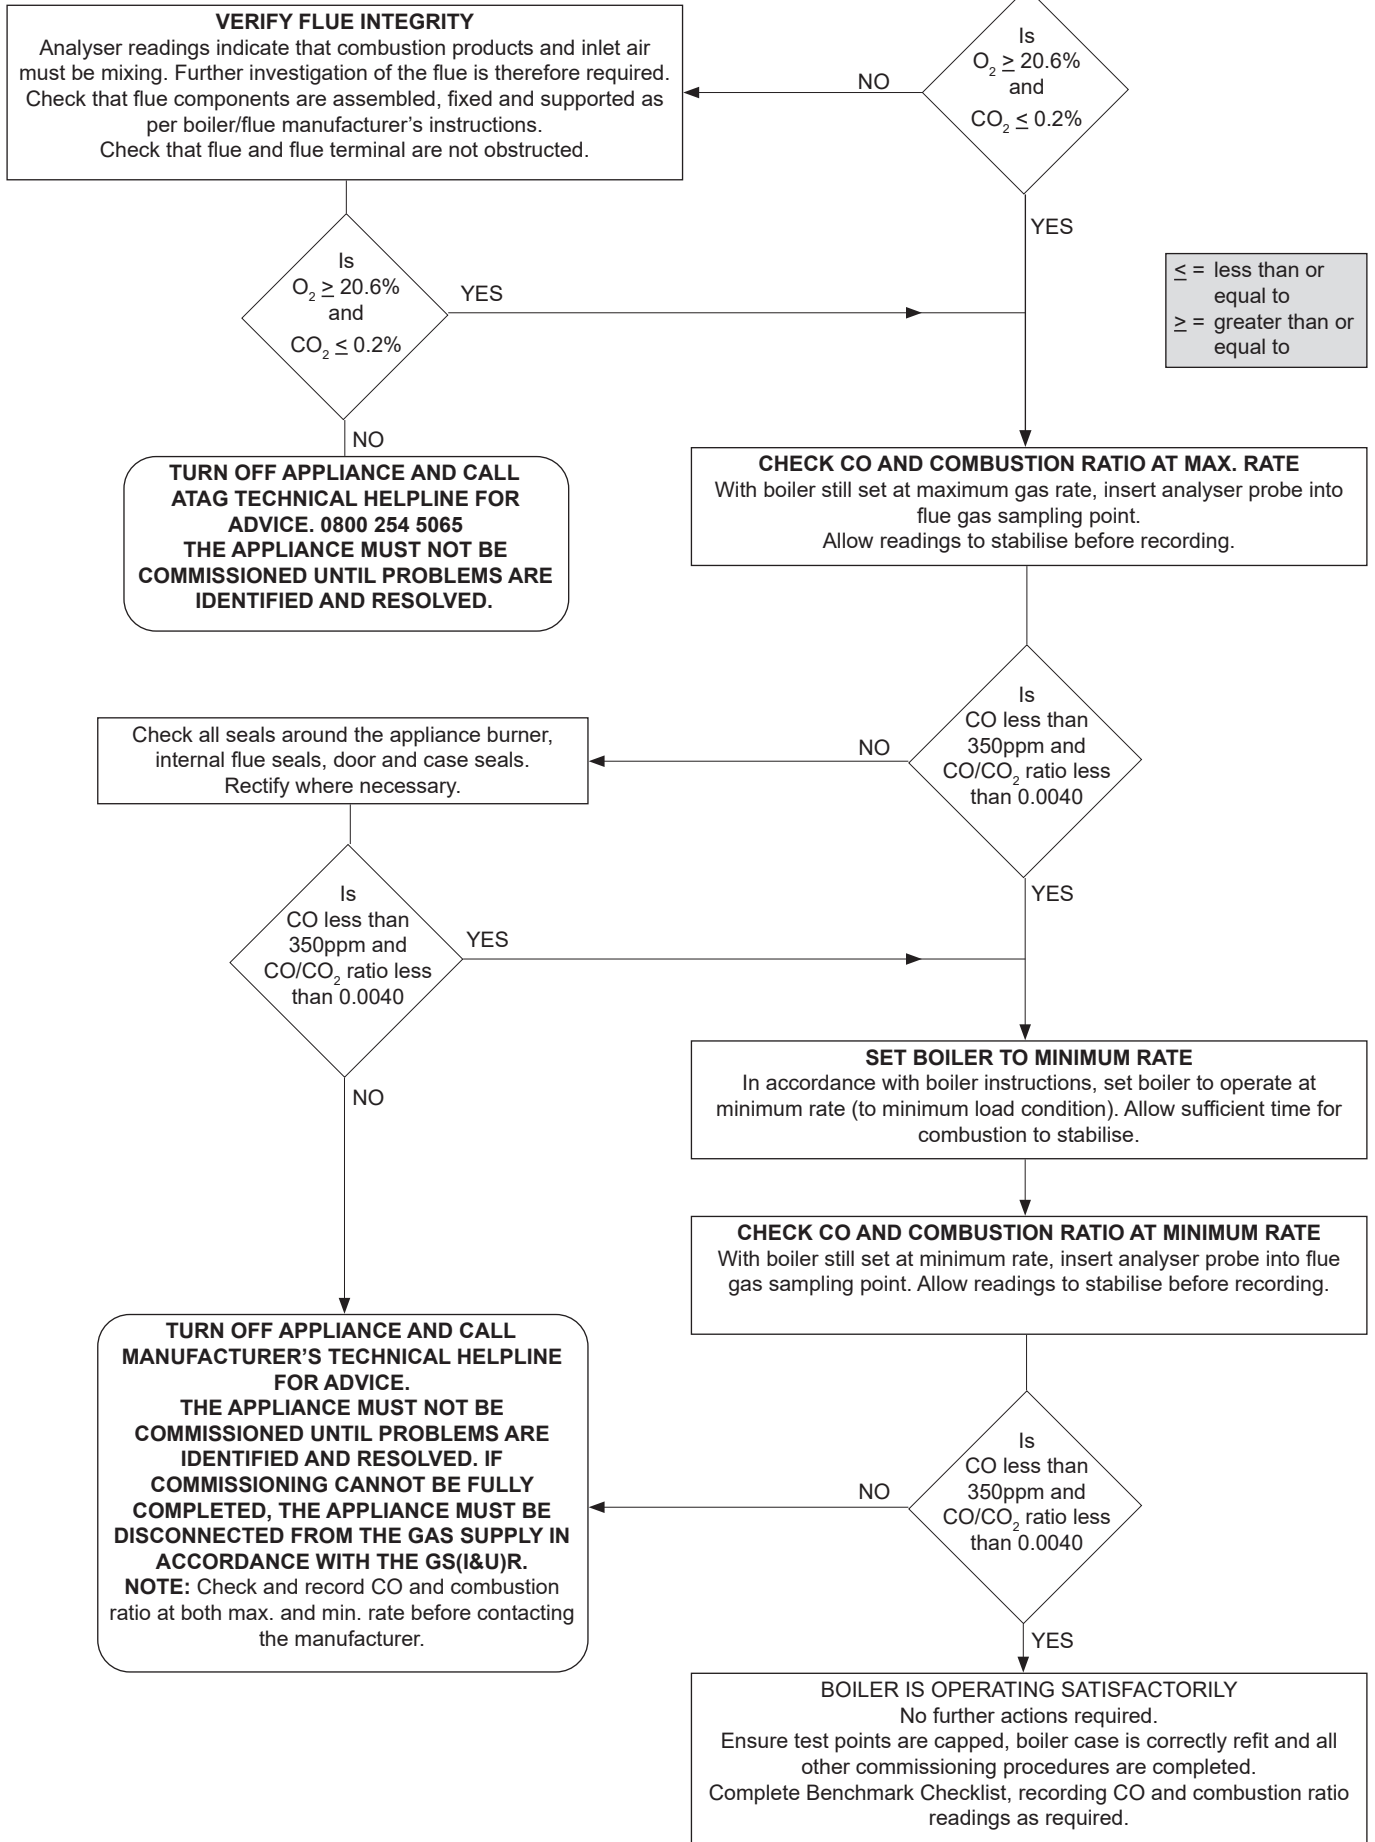 VERIFY FLUE INTEGRITY
Analyser readings indicate that combustion products and inlet air
must be mixing. Further investigation of the flue is therefore required.
Check that flue components are assembled, fixed and supported as
per boiler/flue manufacturer’s instructions.
Check that flue and flue terminal are not obstructed.
Is
O₂ ≥ 20.6%
and
CO₂ ≤ 0.2%
NO
YES
≤ = less than or
equal to
≥ = greater than or
equal to
Is
O₂ ≥ 20.6%
and
CO₂ ≤ 0.2%
YES
NO
TURN OFF APPLIANCE AND CALL
ATAG TECHNICAL HELPLINE FOR
ADVICE. 0800 254 5065
THE APPLIANCE MUST NOT BE
COMMISSIONED UNTIL PROBLEMS ARE
IDENTIFIED AND RESOLVED.
CHECK CO AND COMBUSTION RATIO AT MAX. RATE
With boiler still set at maximum gas rate, insert analyser probe into
flue gas sampling point.
Allow readings to stabilise before recording.
Is
CO less than
350ppm and
CO/CO₂ ratio less
than 0.0040
NO
YES
Check all seals around the appliance burner,
internal flue seals, door and case seals.
Rectify where necessary.
Is
CO less than
350ppm and
CO/CO₂ ratio less
than 0.0040
YES
NO
SET BOILER TO MINIMUM RATE
In accordance with boiler instructions, set boiler to operate at
minimum rate (to minimum load condition). Allow sufficient time for
combustion to stabilise.
CHECK CO AND COMBUSTION RATIO AT MINIMUM RATE
With boiler still set at minimum rate, insert analyser probe into flue
gas sampling point. Allow readings to stabilise before recording.
TURN OFF APPLIANCE AND CALL
MANUFACTURER’S TECHNICAL HELPLINE
FOR ADVICE.
THE APPLIANCE MUST NOT BE
COMMISSIONED UNTIL PROBLEMS ARE
IDENTIFIED AND RESOLVED. IF
COMMISSIONING CANNOT BE FULLY
COMPLETED, THE APPLIANCE MUST BE
DISCONNECTED FROM THE GAS SUPPLY IN
ACCORDANCE WITH THE GS(I&U)R.
NOTE: Check and record CO and combustion
ratio at both max. and min. rate before contacting
the manufacturer.
Is
CO less than
350ppm and
CO/CO₂ ratio less
than 0.0040
NO
YES
BOILER IS OPERATING SATISFACTORILY
No further actions required.
Ensure test points are capped, boiler case is correctly refit and all
other commissioning procedures are completed.
Complete Benchmark Checklist, recording CO and combustion ratio
readings as required.